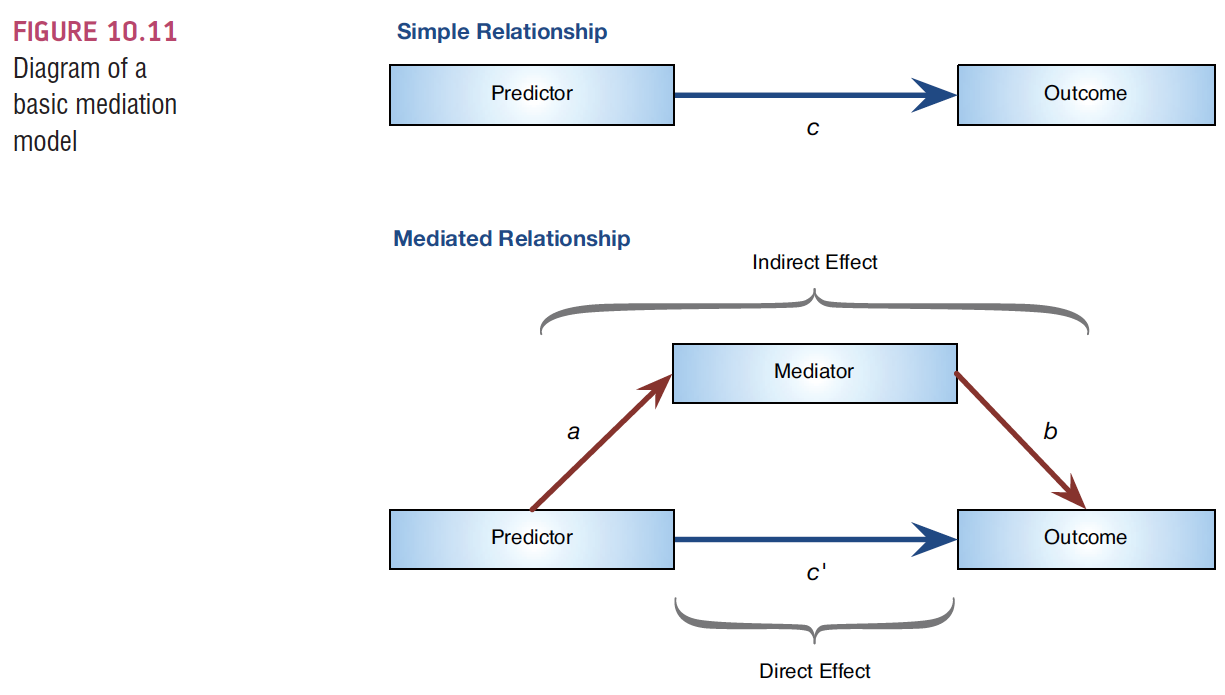 FIGURE 10.11
Diagram of a
basic mediation
model
Simple Relationship
Predictor
Outcome
c
Mediated Relationship
Indirect Effect
Mediator
a
b
Predictor
Outcome
c'
Direct Effect